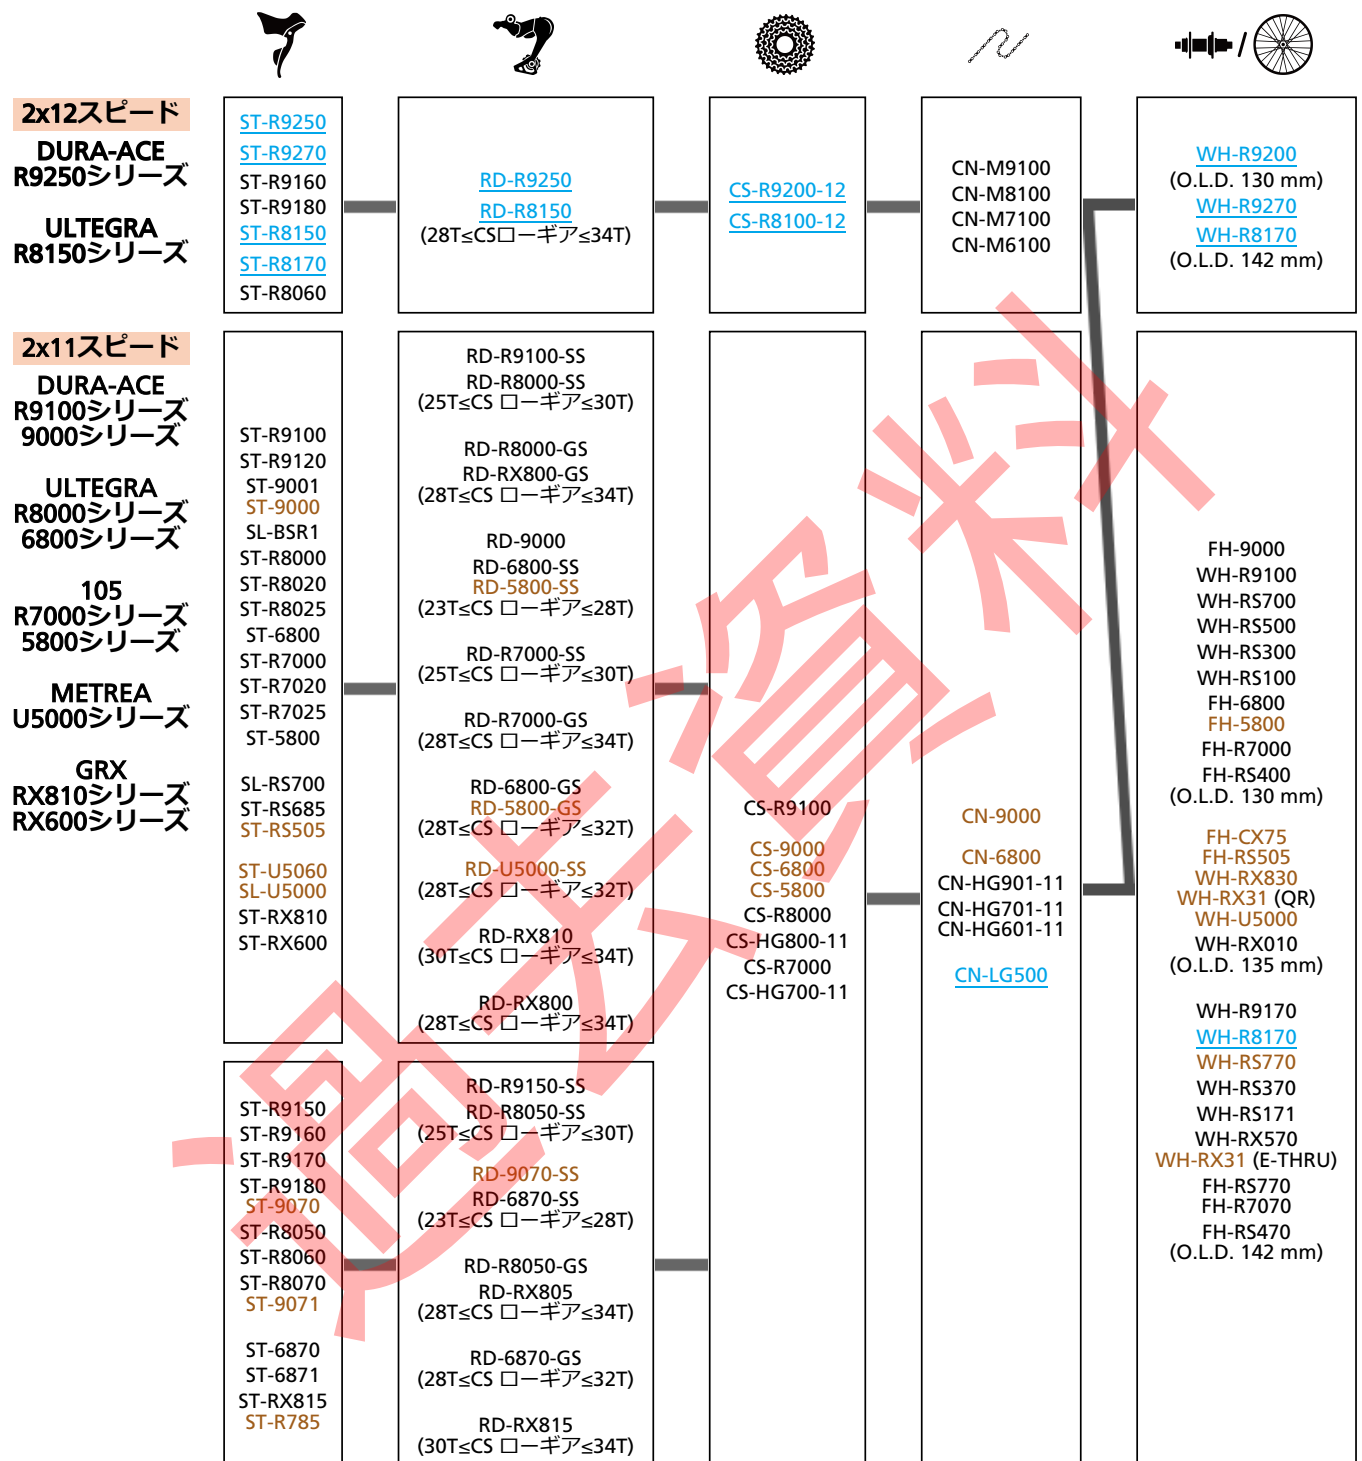 2x12スピード
DURA-ACE
R9250シリーズ
ULTEGRA
R8150シリーズ
ST-R9250
ST-R9270
ST-R9160
ST-R9180
ST-R8150
ST-R8170
ST-R8060
RD-R9250
RD-R8150
(28T≤CSローギア≤34T)
CS-R9200-12
CS-R8100-12
CN-M9100
CN-M8100
CN-M7100
CN-M6100
WH-R9200
(O.L.D. 130 mm)
WH-R9270
WH-R8170
(O.L.D. 142 mm)
2x11スピード
DURA-ACE
R9100シリーズ
9000シリーズ
ULTEGRA
R8000シリーズ
6800シリーズ
105
R7000シリーズ
5800シリーズ
METREA
U5000シリーズ
GRX
RX810シリーズ
RX600シリーズ
ST-R9100
ST-R9120
ST-9001
ST-9000
SL-BSR1
ST-R8000
ST-R8020
ST-R8025
ST-6800
ST-R7000
ST-R7020
ST-R7025
ST-5800
SL-RS700
ST-RS685
ST-RS505
ST-U5060
SL-U5000
ST-RX810
ST-RX600
RD-R9100-SS
RD-R8000-SS
(25T≤CS ローギア≤30T)
RD-R8000-GS
RD-RX800-GS
(28T≤CS ローギア≤34T)
RD-9000
RD-6800-SS
RD-5800-SS
(23T≤CS ローギア≤28T)
RD-R7000-SS
(25T≤CS ローギア≤30T)
RD-R7000-GS
(28T≤CS ローギア≤34T)
RD-6800-GS
RD-5800-GS
(28T≤CS ローギア≤32T)
RD-U5000-SS
(28T≤CS ローギア≤32T)
RD-RX810
(30T≤CS ローギア≤34T)
RD-RX800
(28T≤CS ローギア≤34T)
ST-R9150
ST-R9160
ST-R9170
ST-R9180
ST-9070
ST-R8050
ST-R8060
ST-R8070
ST-9071
ST-6870
ST-6871
ST-RX815
ST-R785
RD-R9150-SS
RD-R8050-SS
(25T≤CS ローギア≤30T)
RD-9070-SS
RD-6870-SS
(23T≤CS ローギア≤28T)
RD-R8050-GS
RD-RX805
(28T≤CS ローギア≤34T)
RD-6870-GS
(28T≤CS ローギア≤32T)
RD-RX815
(30T≤CS ローギア≤34T)
CS-R9100
CS-9000
CS-6800
CS-5800
CS-R8000
CS-HG800-11
CS-R7000
CS-HG700-11
CN-9000
CN-6800
CN-HG901-11
CN-HG701-11
CN-HG601-11
CN-LG500
FH-9000
WH-R9100
WH-RS700
WH-RS500
WH-RS300
WH-RS100
FH-6800
FH-5800
FH-R7000
FH-RS400
(O.L.D. 130 mm)
FH-CX75
FH-RS505
WH-RX830
WH-RX31 (QR)
WH-U5000
WH-RX010
(O.L.D. 135 mm)
WH-R9170
WH-R8170
WH-RS770
WH-RS370
WH-RS171
WH-RX570
WH-RX31 (E-THRU)
FH-RS770
FH-R7070
FH-RS470
(O.L.D. 142 mm)
過去資料